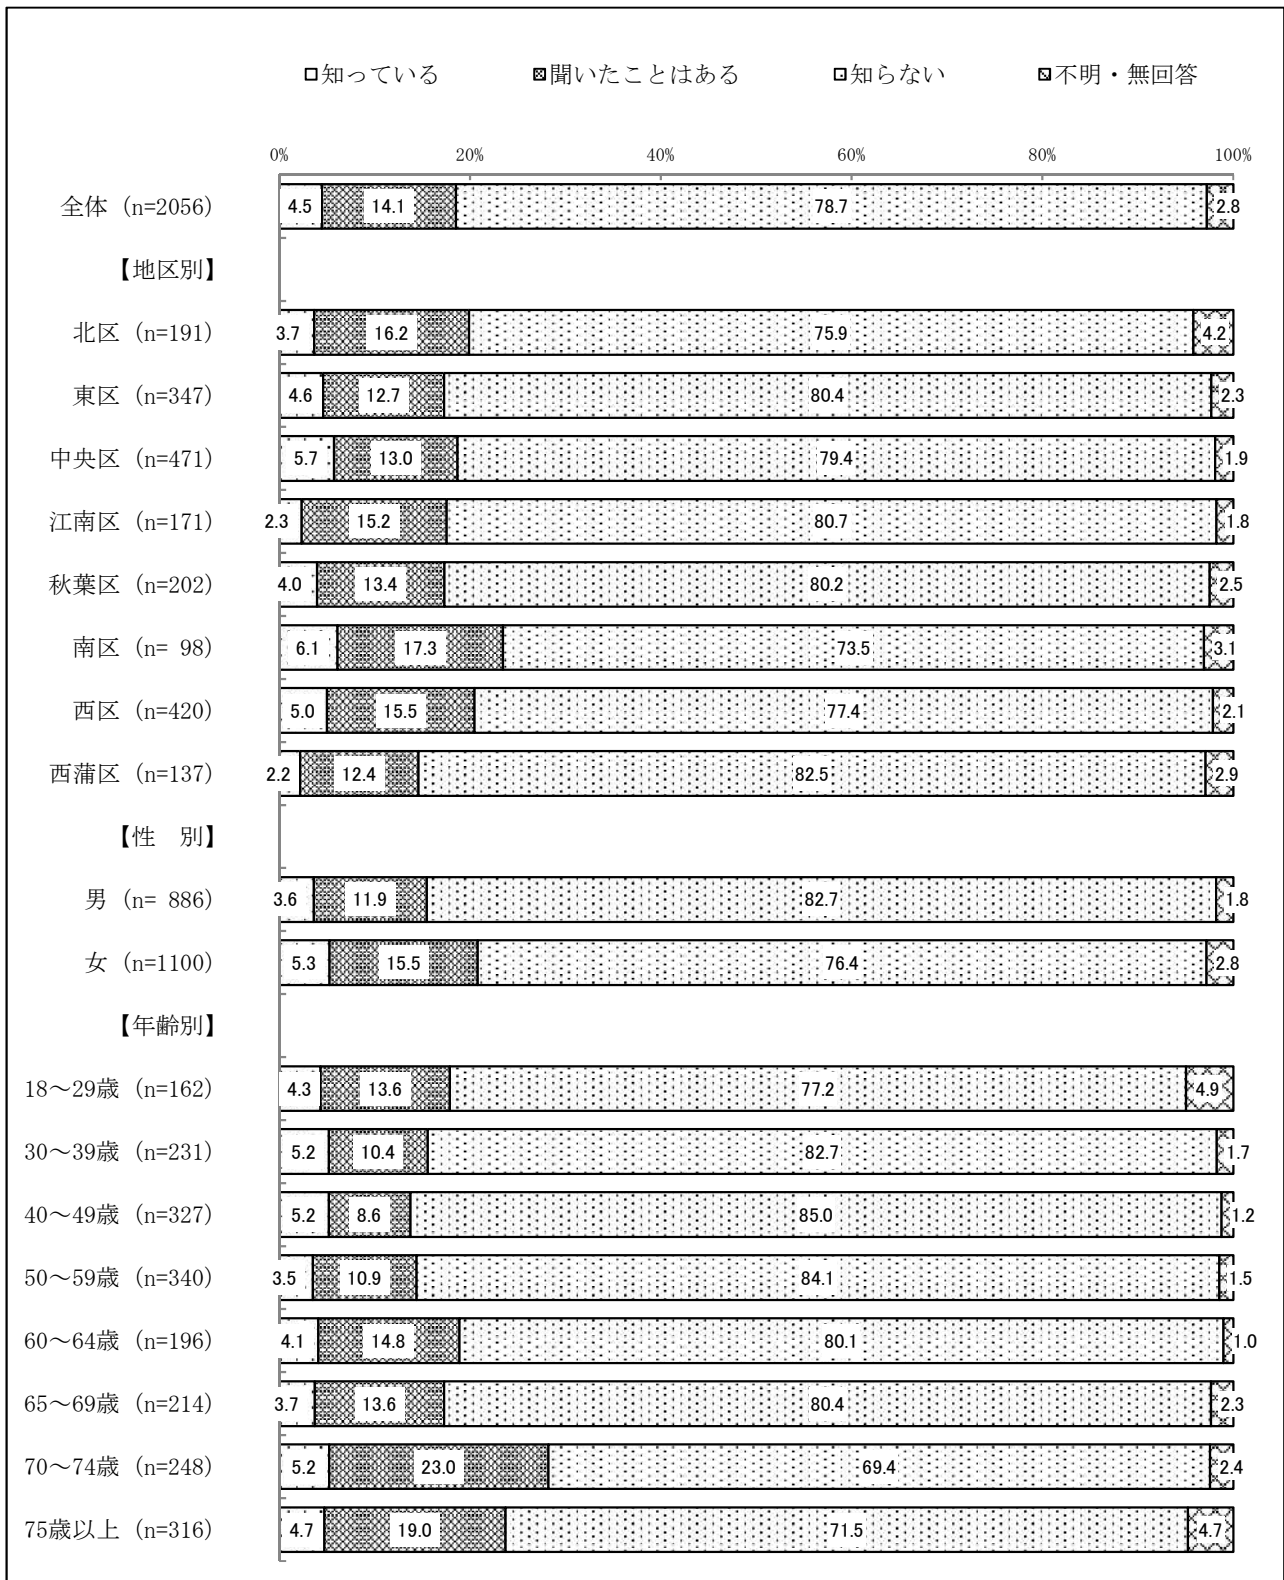 知っている 聞いたことはある 知らない 不明・無回答
0% 20% 40% 60% 80% 100%
全体 (n=2056) 4.5 14.1 78.7 2.8
【地区別】
北区 (n=191) 3.7 16.2 75.9 4.2
東区 (n=347) 4.6 12.7 80.4 2.3
中央区 (n=471) 5.7 13.0 79.4 1.9
江南区 (n=171) 2.3 15.2 80.7 1.8
秋葉区 (n=202) 4.0 13.4 80.2 2.5
南区 (n= 98) 6.1 17.3 73.5 3.1
西区 (n=420) 5.0 15.5 77.4 2.1
西蒲区 (n=137) 2.2 12.4 82.5 2.9
【性　別】
男 (n= 886) 3.6 11.9 82.7 1.8
女 (n=1100) 5.3 15.5 76.4 2.8
【年齢別】
18～29歳 (n=162) 4.3 13.6 77.2 4.9
30～39歳 (n=231) 5.2 10.4 82.7 1.7
40～49歳 (n=327) 5.2 8.6 85.0 1.2
50～59歳 (n=340) 3.5 10.9 84.1 1.5
60～64歳 (n=196) 4.1 14.8 80.1 1.0
65～69歳 (n=214) 3.7 13.6 80.4 2.3
70～74歳 (n=248) 5.2 23.0 69.4 2.4
75歳以上 (n=316) 4.7 19.0 71.5 4.7